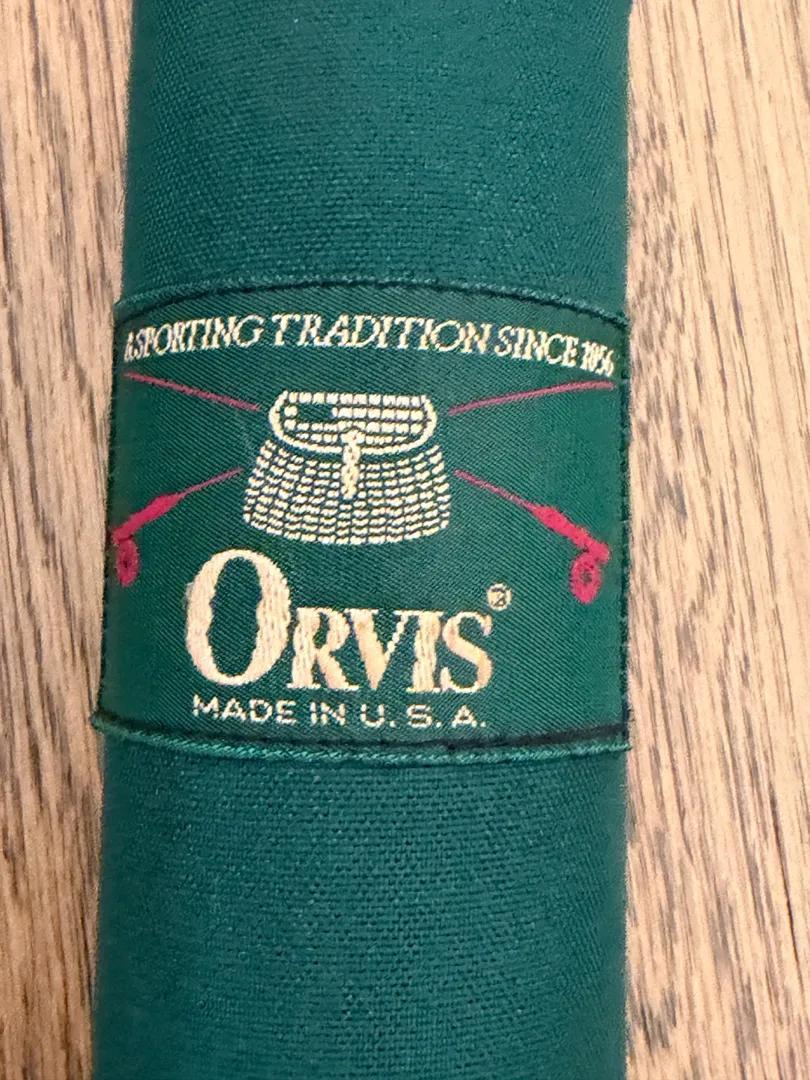 A SPORTING TRADITION SINCE 1856
ORVIS®
MADE IN U.S.A.